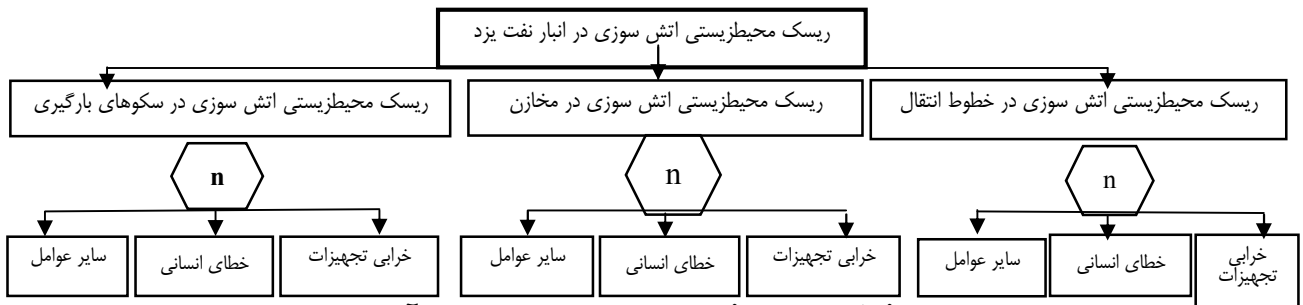 ریسک محیطزیستی اتش سوزی در انبار نفت یزد
ریسک محیطزیستی اتش سوزی در خطوط انتقال
ریسک محیطزیستی اتش سوزی در مخازن
ریسک محیطزیستی اتش سوزی در سکوهای بارگیری
n
n
n
خرابی
تجهیزات
خطای انسانی
سایر عوامل
خرابی تجهیزات
خطای انسانی
سایر عوامل
خرابی تجهیزات
خطای انسانی
سایر عوامل